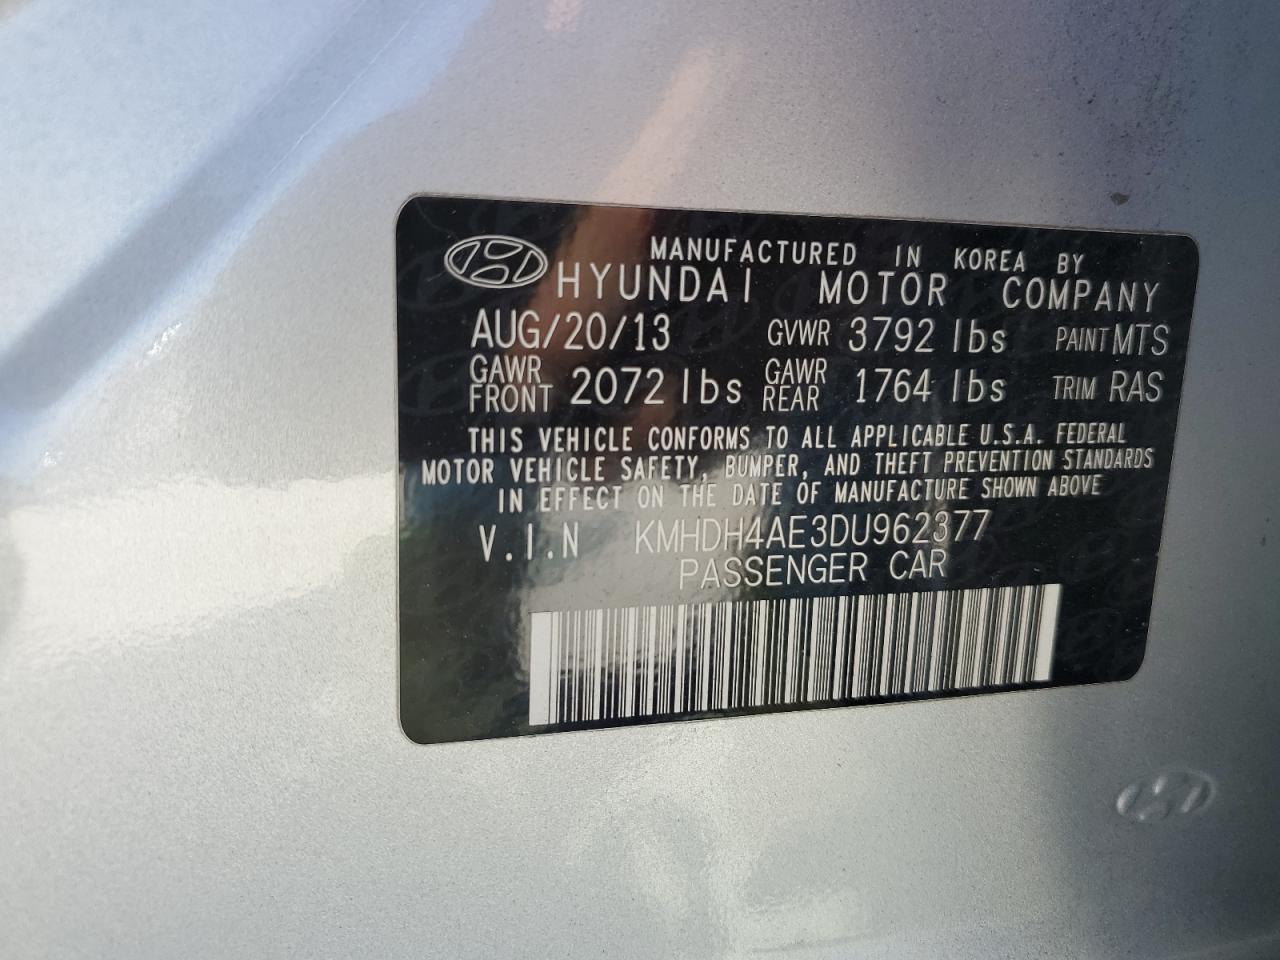 MANUFACTURED IN KOREA BY
HYUNDAI MOTOR COMPANY
AUG/20/13 GVWR 3792 lbs PAINT MTS
GAWR FRONT 2072 lbs GAWR REAR 1764 lbs TRIM RAS
THIS VEHICLE CONFORMS TO ALL APPLICABLE U.S.A. FEDERAL
MOTOR VEHICLE SAFETY, BUMPER, AND THEFT PREVENTION STANDARDS
IN EFFECT ON THE DATE OF MANUFACTURE SHOWN ABOVE
V.I.N KMHDH4AE3DU962377
PASSENGER CAR